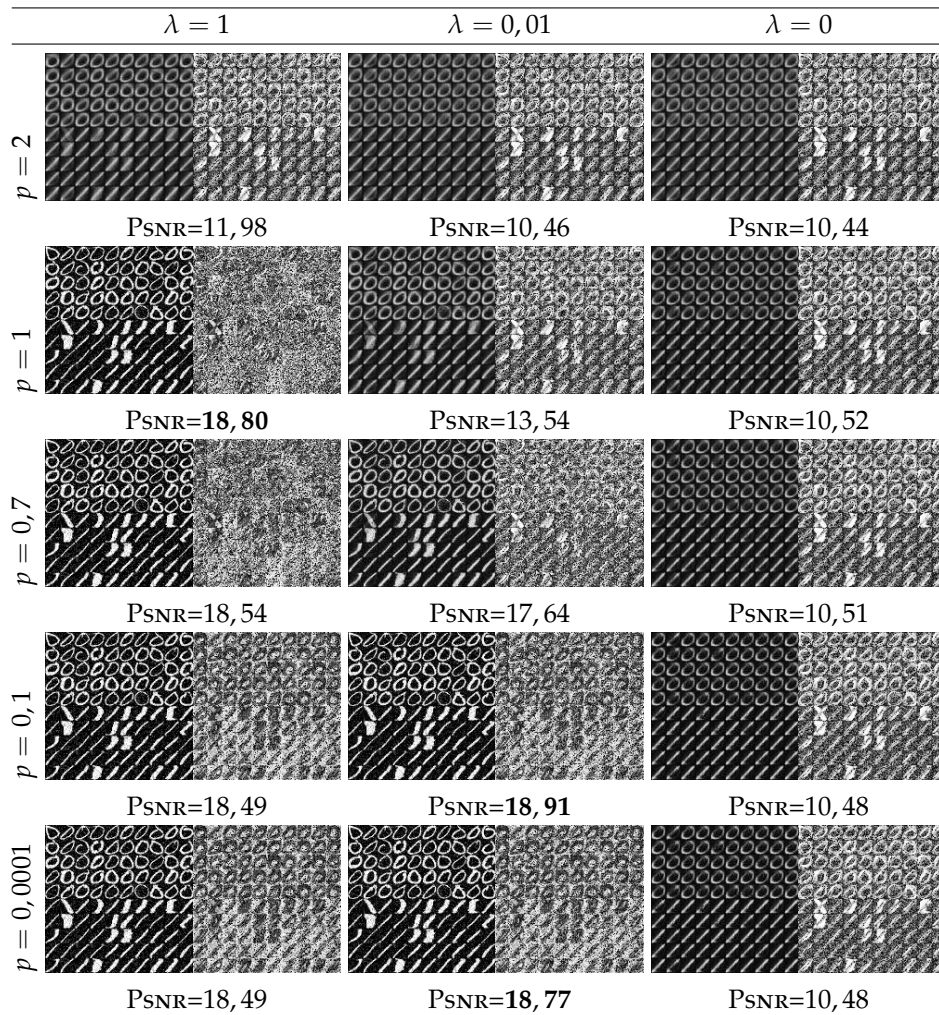 λ = 1 λ = 0,01 λ = 0
p = 2
PSNR=11,98 PSNR=10,46 PSNR=10,44
p = 1
PSNR=18,80 PSNR=13,54 PSNR=10,52
p = 0,7
PSNR=18,54 PSNR=17,64 PSNR=10,51
p = 0,1
PSNR=18,49 PSNR=18,91 PSNR=10,48
p = 0,0001
PSNR=18,49 PSNR=18,77 PSNR=10,48